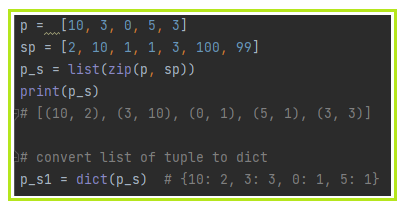 p = [10, 3, 0, 5, 3]
sp = [2, 10, 1, 1, 3, 100, 99]
p_s = list(zip(p, sp))
print(p_s)
# [(10, 2), (3, 10), (0, 1), (5, 1), (3, 3)]
# convert list of tuple to dict
p_s1 = dict(p_s)  # {10: 2, 3: 3, 0: 1, 5: 1}